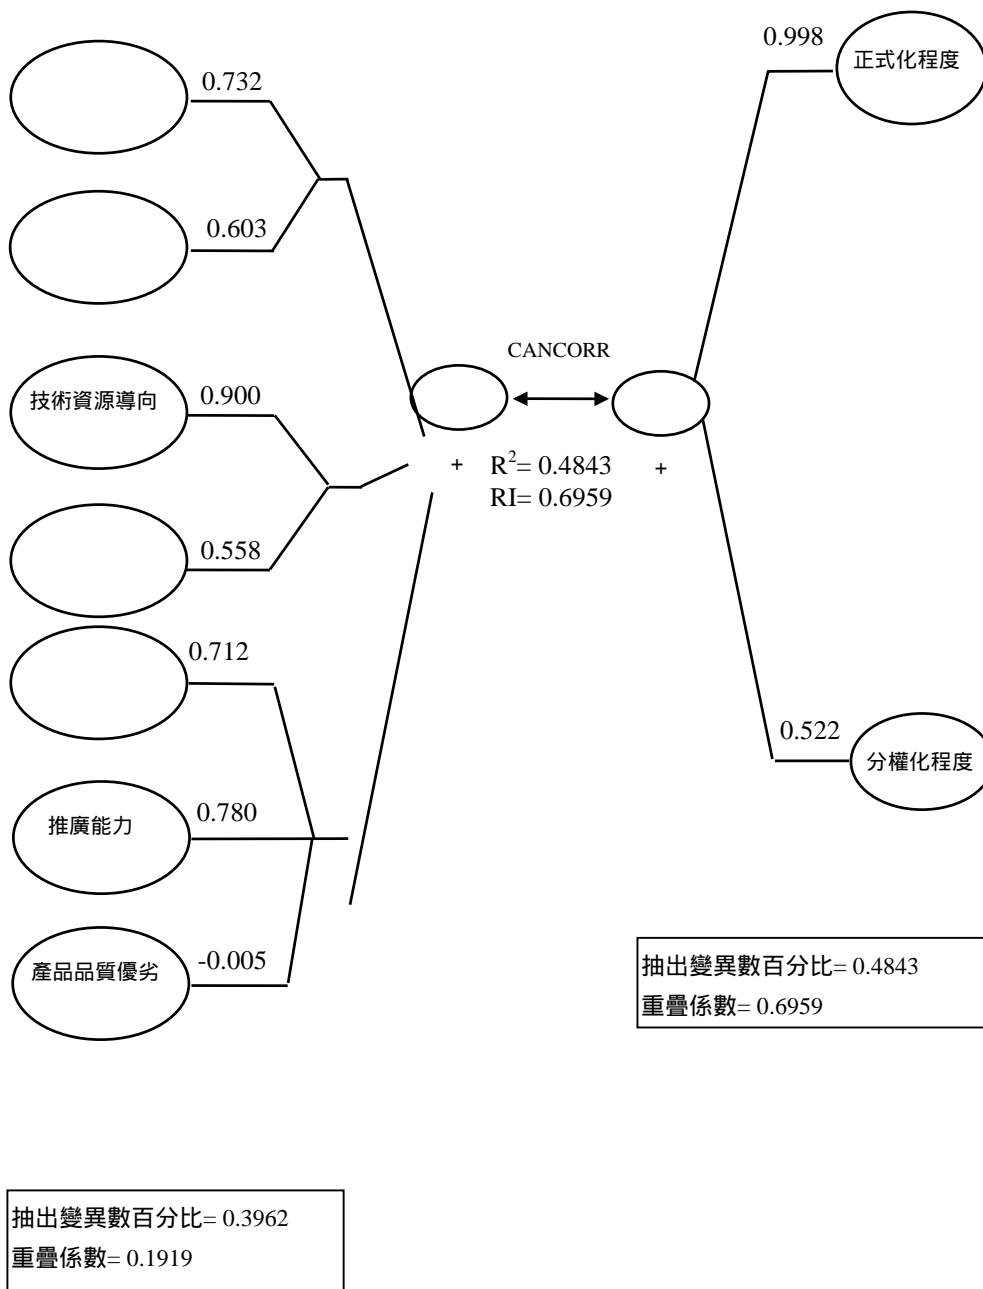 0.998
正式化程度
0.732
0.603
CANCORR
技術資源導向
0.900
+
R²= 0.4843
+
RI= 0.6959
0.558
0.712
0.522
分權化程度
推廣能力
0.780
產品品質優劣
-0.005
抽出變異數百分比= 0.4843
重疊係數= 0.6959
抽出變異數百分比= 0.3962
重疊係數= 0.1919